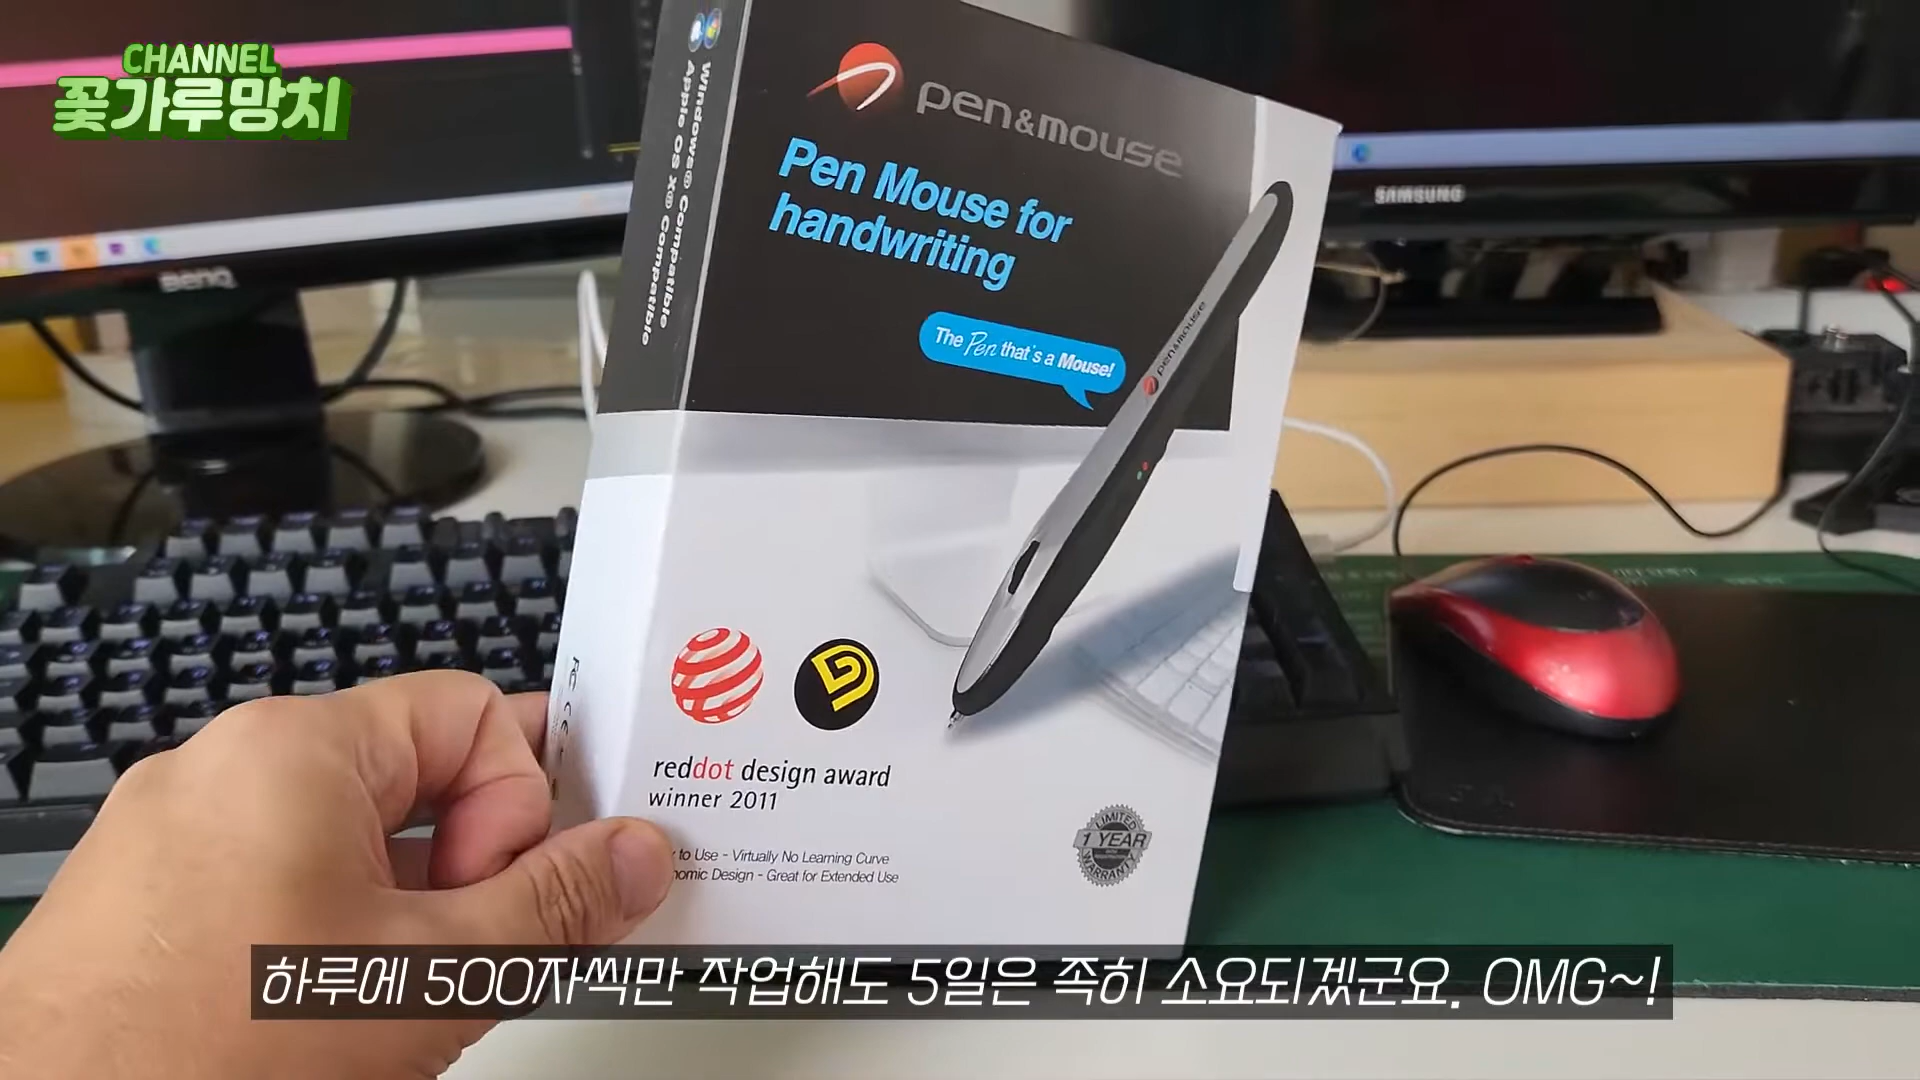 CHANNEL
꽃가루망치
Windows® Compatible
Apple OS X® Compatible
pen&mouse
Pen Mouse for
handwriting
The Pen that's a Mouse!
pen&mouse
SAMSUNG
BenQ
reddot design award
winner 2011
to Use - Virtually No Learning Curve
Design - Great for Extended Use
LIMITED
1 YEAR
WARRANTY
FC CE
하루에 500자씩만 작업해도 5일은 족히 소요되겠군요. OMG~!